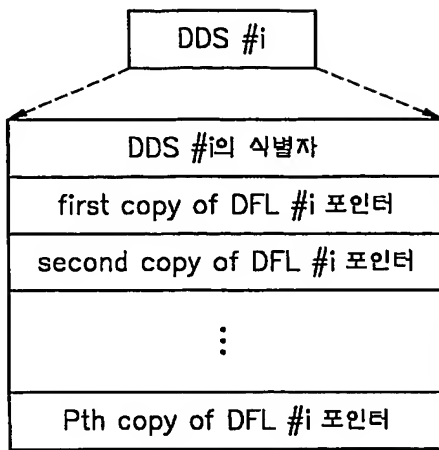 DDS #i
DDS #i의 식별자
first copy of DFL #i 포인터
second copy of DFL #i 포인터
⋮
Pth copy of DFL #i 포인터